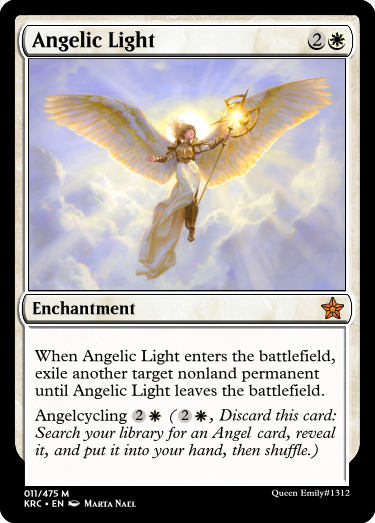 Angelic Light 2
Enchantment
When Angelic Light enters the battlefield,
exile another target nonland permanent
until Angelic Light leaves the battlefield.
Angelcycling 2 ( 2 , Discard this card:
Search your library for an Angel card, reveal
it, and put it into your hand, then shuffle.)
011/475 M
KRC • EN Marta Nael
Queen Emily#1312